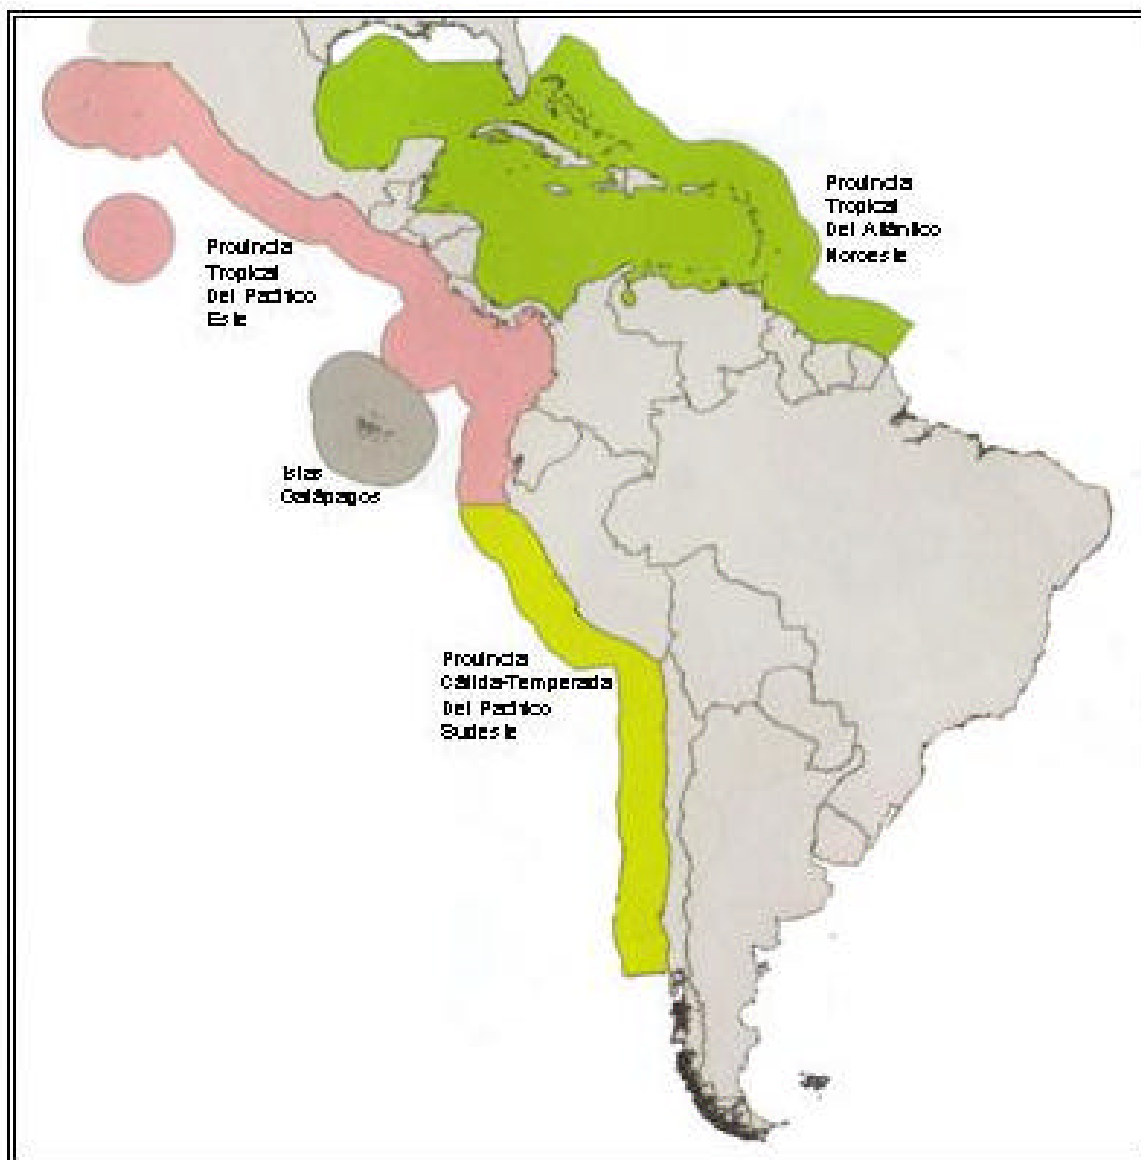 Provincia
Tropical
Del Atlántico
Noroeste
Provincia
Tropical
Del Pacífico
Este
Islas
Galápagos
Provincia
Cálida-Temperada
Del Pacífico
Sudeste